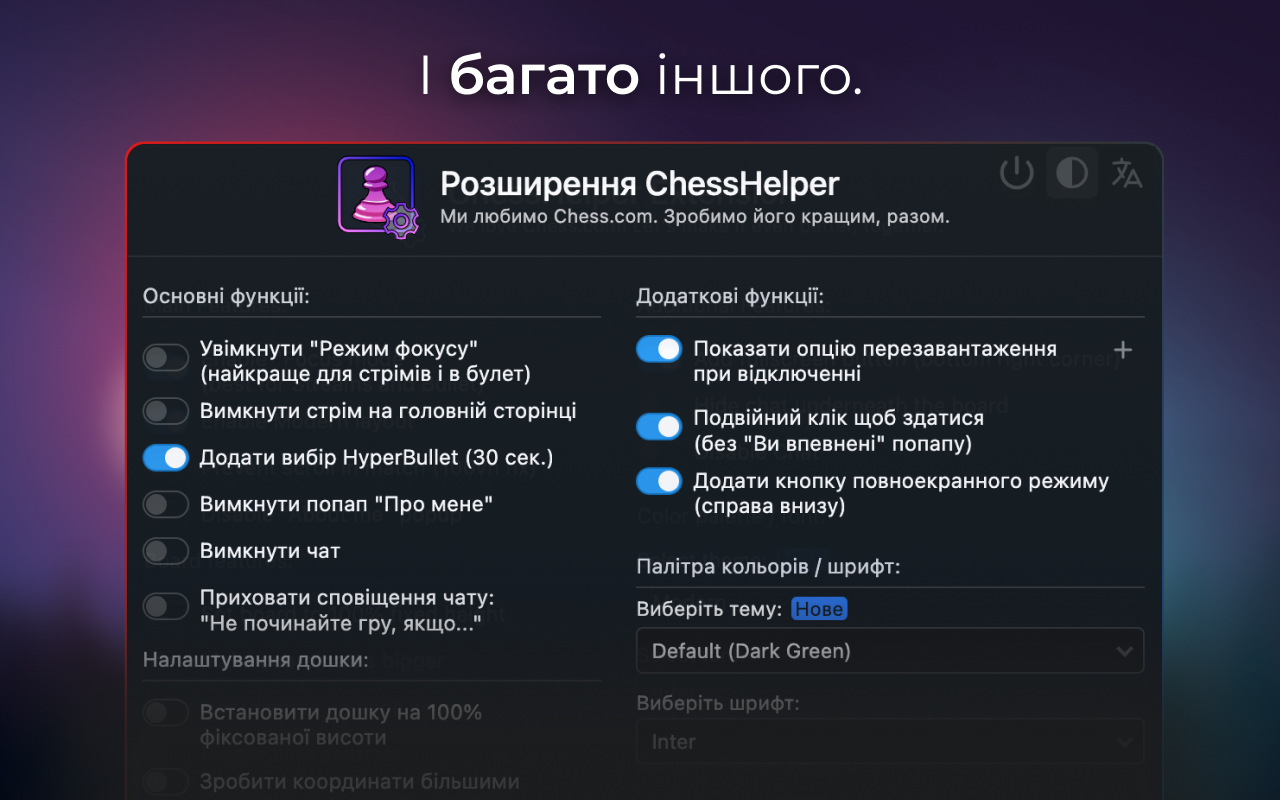 І багато іншого.
Розширення ChessHelper
Ми любимо Chess.com. Зробимо його кращим, разом.
Основні функції:
Увімкнути "Режим фокусу"
(найкраще для стрімів і в булет)
Вимкнути стрім на головній сторінці
Додати вибір HyperBullet (30 сек.)
Вимкнути попап "Про мене"
Вимкнути чат
Приховати сповіщення чату:
"Не починайте гру, якщо..."
Налаштування дошки:
Встановити дошку на 100%
фіксованої висоти
Зробити координати більшими
Додаткові функції:
Показати опцію перезавантаження
при відключенні
Подвійний клік щоб здатися
(без "Ви впевнені" попапу)
Додати кнопку повноекранного режиму
(справа внизу)
Палітра кольорів / шрифт:
Виберіть тему: Нове
Default (Dark Green)
Виберіть шрифт:
Inter